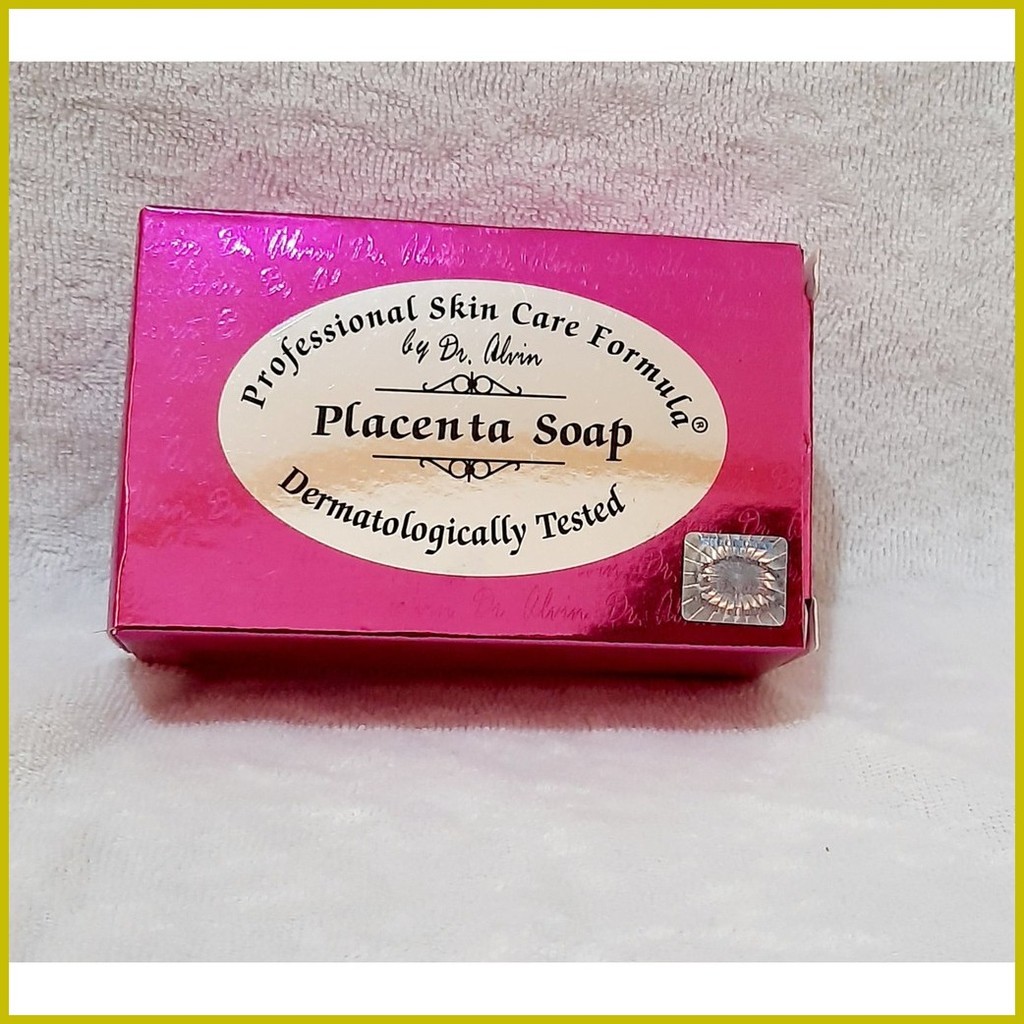 Professional Skin Care Formula®
by Dr. Alvin
Placenta Soap
Dermatologically Tested